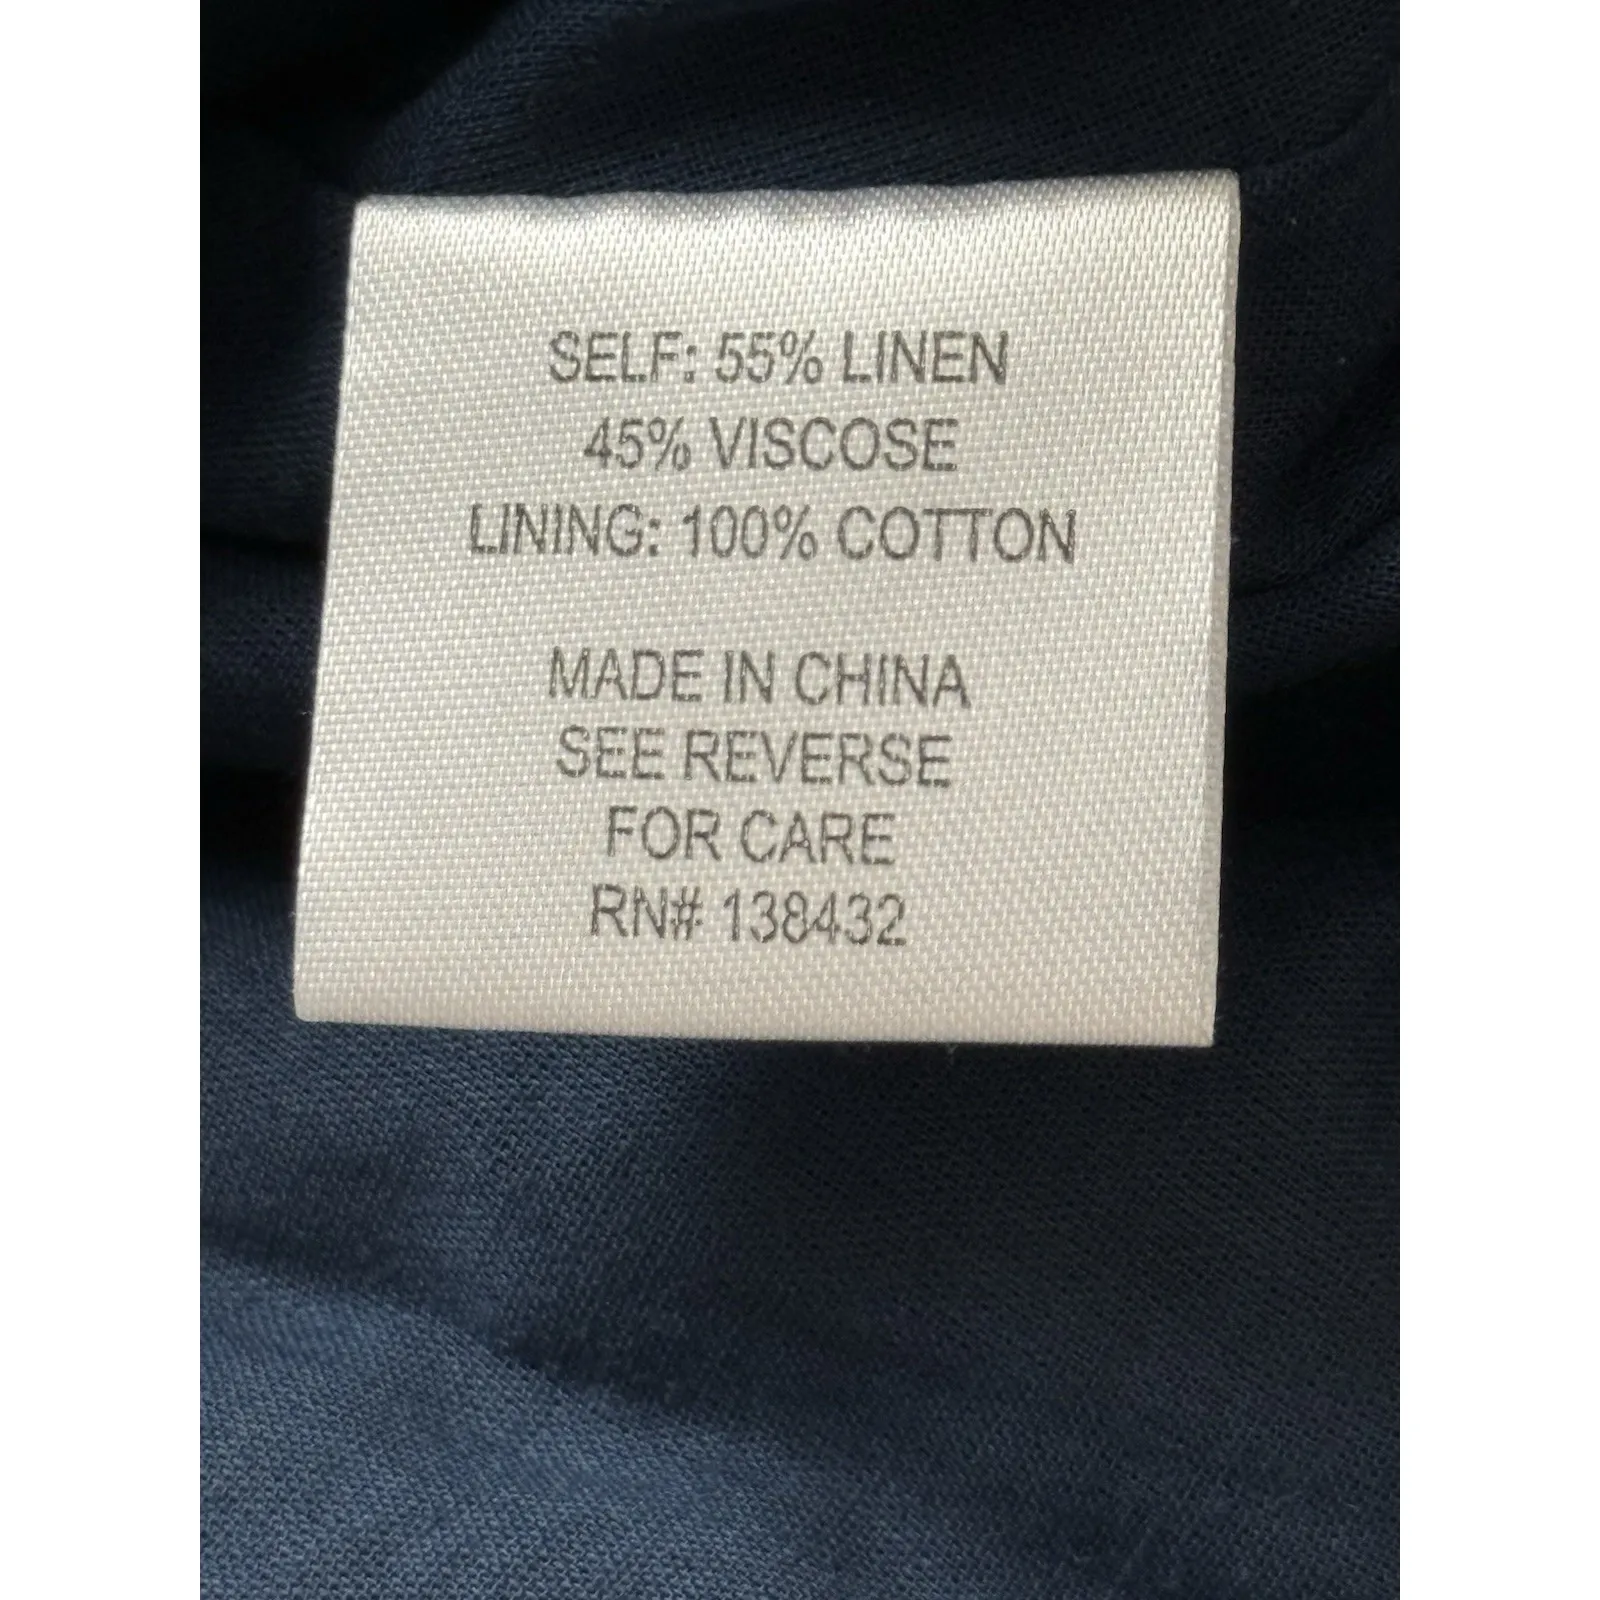 SELF: 55% LINEN
45% VISCOSE
LINING: 100% COTTON
MADE IN CHINA
SEE REVERSE
FOR CARE
RN# 138432